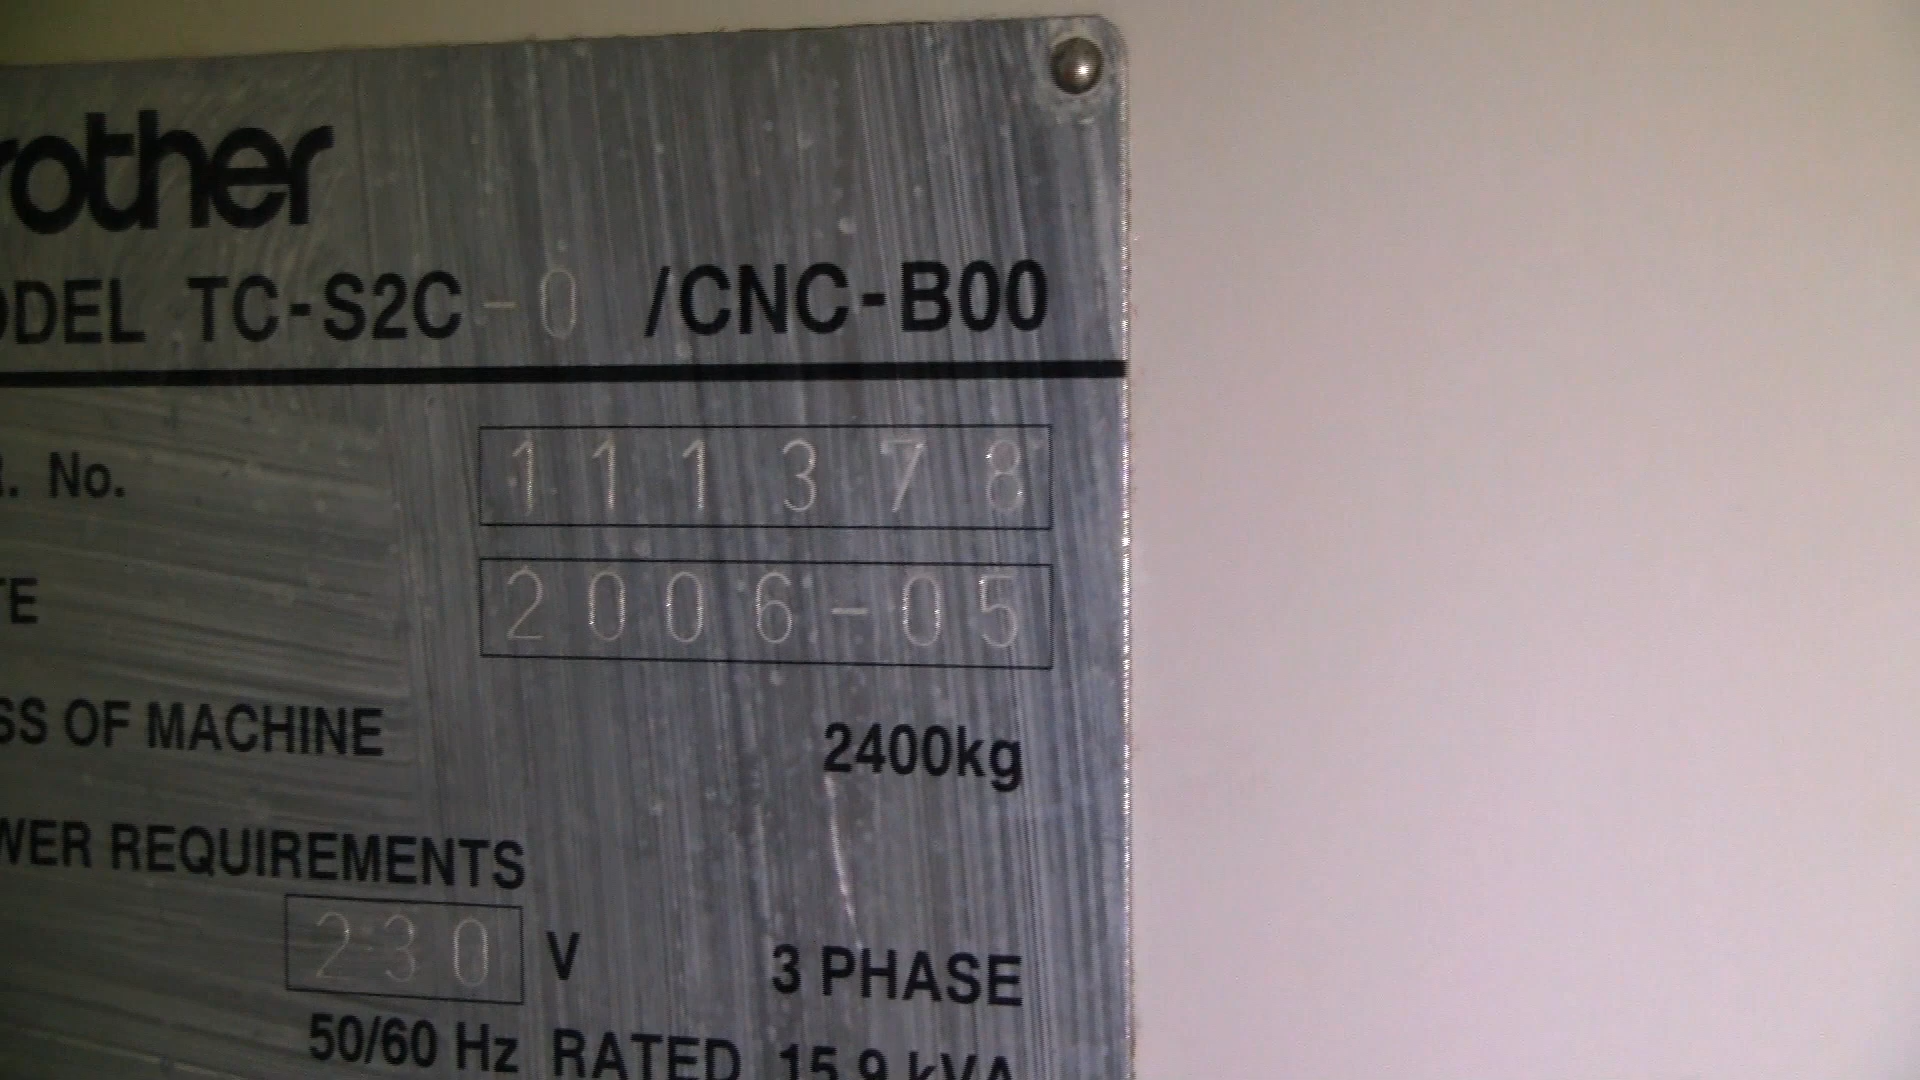 rother
ODEL TC-S2C-0 /CNC-B00
R. No. 111378
TE 2006-05
SS OF MACHINE 2400kg
WER REQUIREMENTS
230 V 3 PHASE
50/60 Hz RATED 15.9 kVA